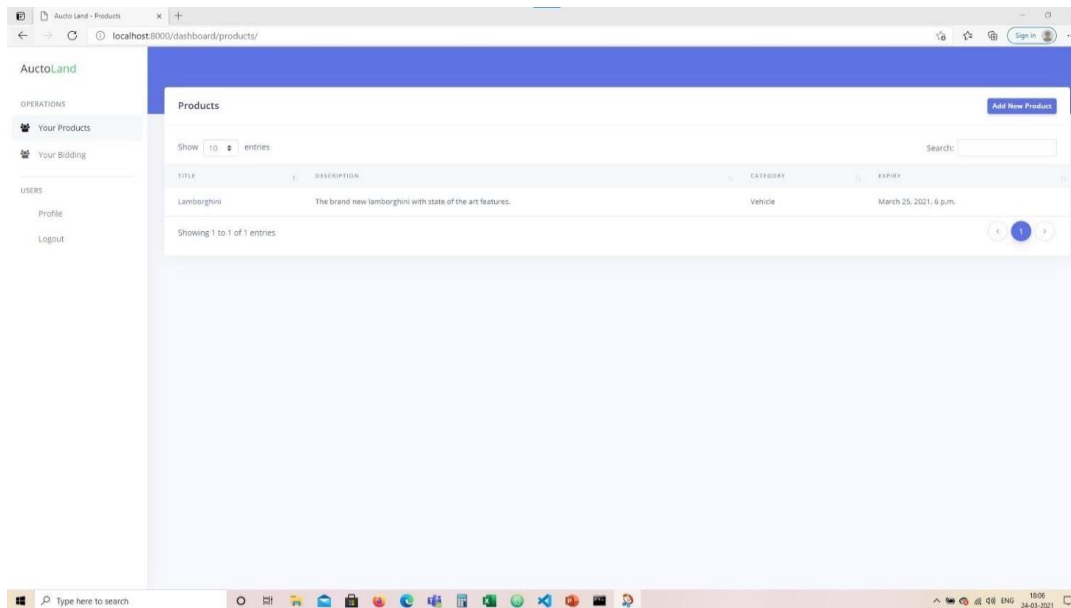 Aucto Land - Products
localhost:8000/dashboard/products/
Sign in
AuctoLand
OPERATIONS
Your Products
Your Bidding
USERS
Profile
Logout
Products
Add New Product
Show 10 entries
Search:
TITLE DESCRIPTION CATEGORY EXPIRY
Lamborghini The brand new lamborghini with state of the art features. Vehicle March 25, 2021, 6 p.m.
Showing 1 to 1 of 1 entries
1
Type here to search
ENG
18:06
24-03-2021